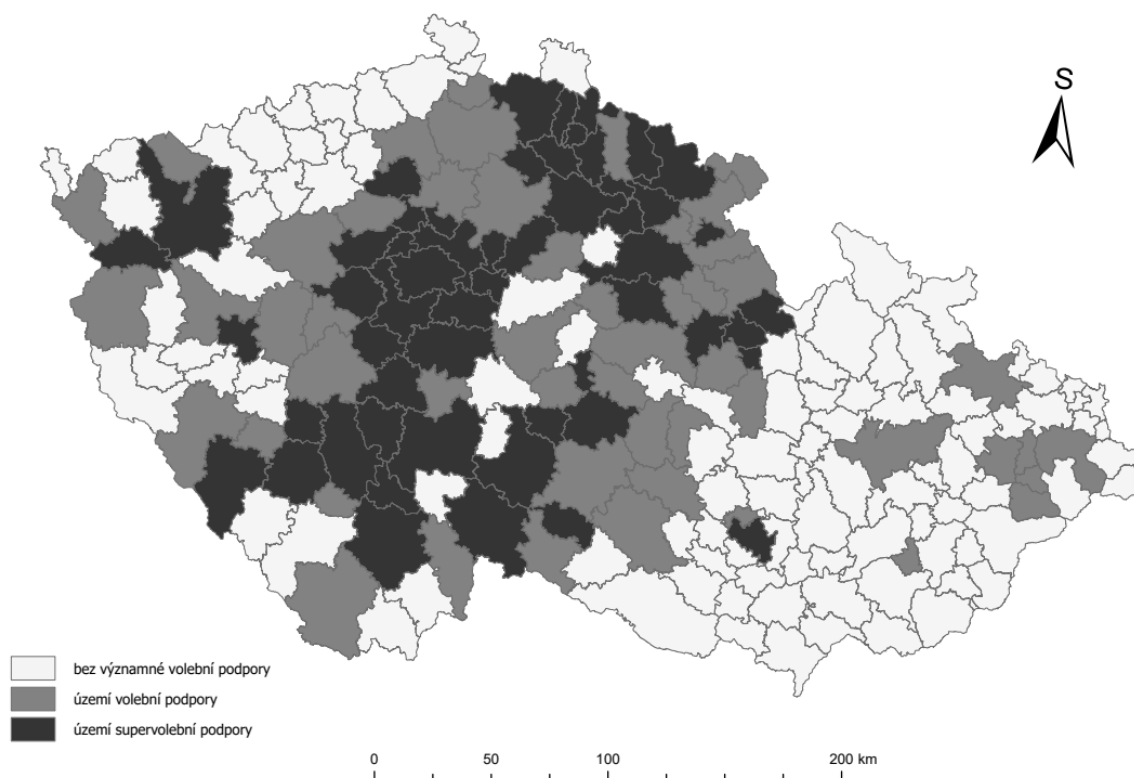 S
bez významné volební podpory
území volební podpory
území supervolební podpory
0 50 100 200 km